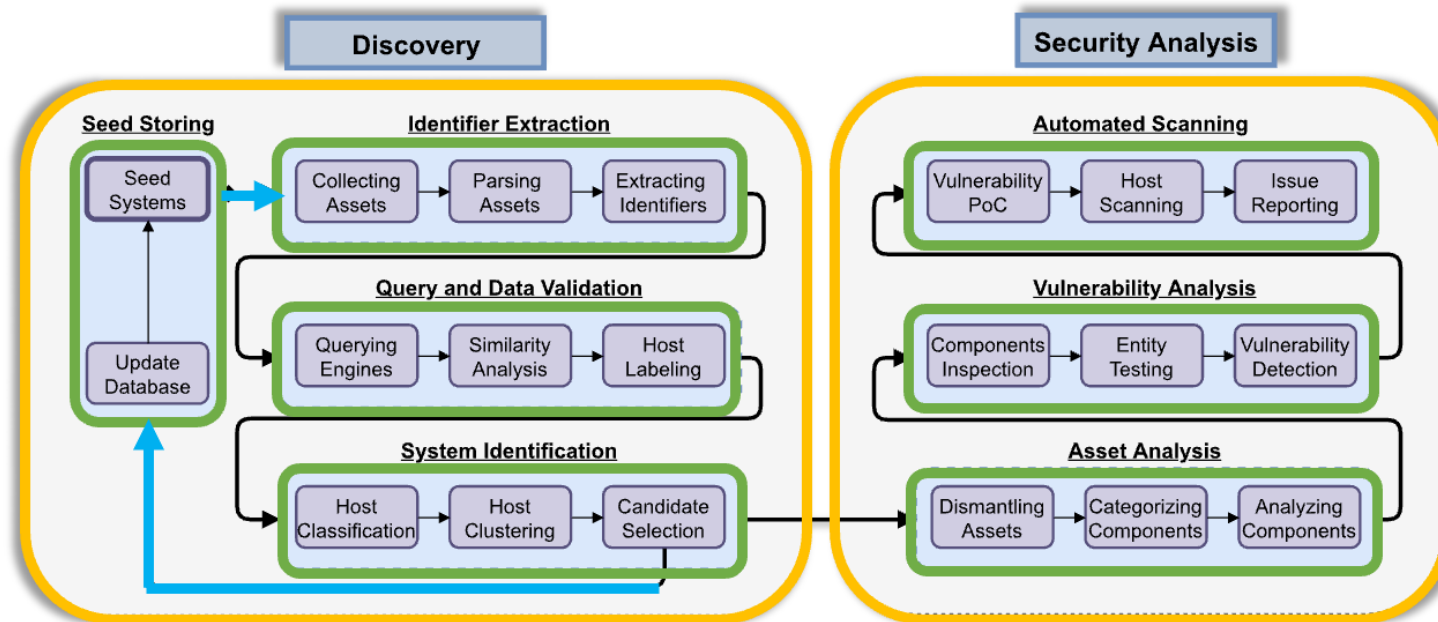 Discovery
Seed Storing
Seed
Systems
Update
Database
Identifier Extraction
Collecting
Assets
Parsing
Assets
Extracting
Identifiers
Query and Data Validation
Querying
Engines
Similarity
Analysis
Host
Labeling
System Identification
Host
Classification
Host
Clustering
Candidate
Selection
Security Analysis
Automated Scanning
Vulnerability
PoC
Host
Scanning
Issue
Reporting
Vulnerability Analysis
Components
Inspection
Entity
Testing
Vulnerability
Detection
Asset Analysis
Dismantling
Assets
Categorizing
Components
Analyzing
Components